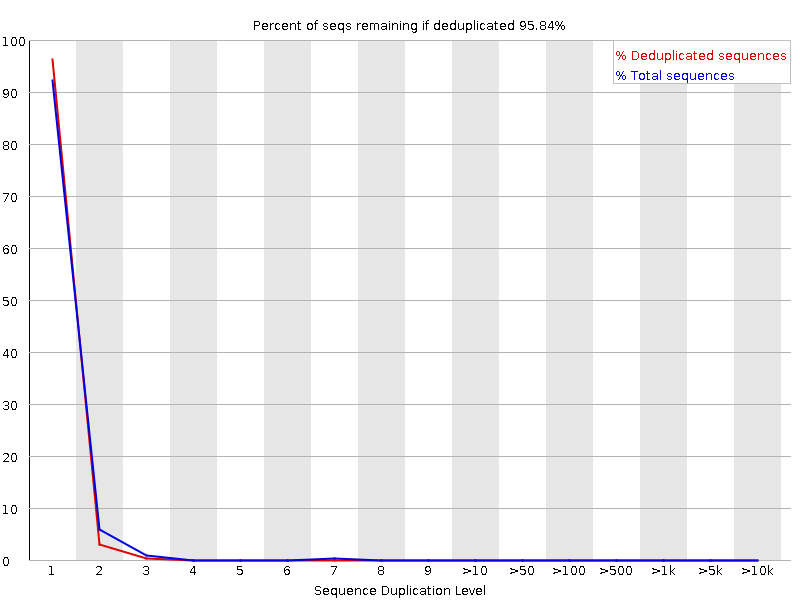 Percent of seqs remaining if deduplicated 95.84%
% Deduplicated sequences
% Total sequences
100
90
80
70
60
50
40
30
20
10
0
1 2 3 4 5 6 7 8 9 >10 >50 >100 >500 >1k >5k >10k
Sequence Duplication Level